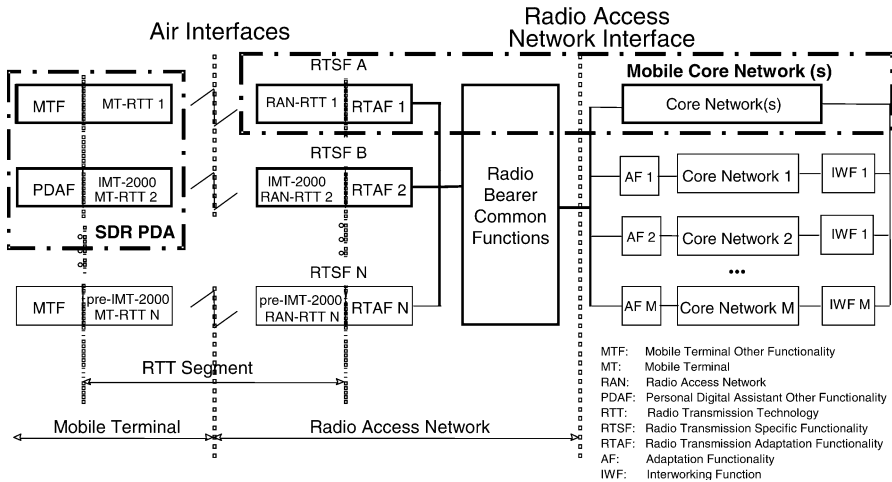 Air Interfaces
Radio Access
Network Interface
RTSF A
Mobile Core Network (s)
MTF
MT-RTT 1
RAN-RTT 1
RTAF 1
Core Network(s)
RTSF B
PDAF
IMT-2000
MT-RTT 2
IMT-2000
RAN-RTT 2
RTAF 2
Radio
Bearer
Common
Functions
AF 1
Core Network 1
IWF 1
SDR PDA
AF 2
Core Network 2
IWF 1
...
RTSF N
MTF
pre-IMT-2000
MT-RTT N
pre-IMT-2000
RAN-RTT N
RTAF N
AF M
Core Network M
IWF M
RTT Segment
Mobile Terminal
Radio Access Network
MTF: Mobile Terminal Other Functionality
MT: Mobile Terminal
RAN: Radio Access Network
PDAF: Personal Digital Assistant Other Functionality
RTT: Radio Transmission Technology
RTSF: Radio Transmission Specific Functionality
RTAF: Radio Transmission Adaptation Functionality
AF: Adaptation Functionality
IWF: Interworking Function